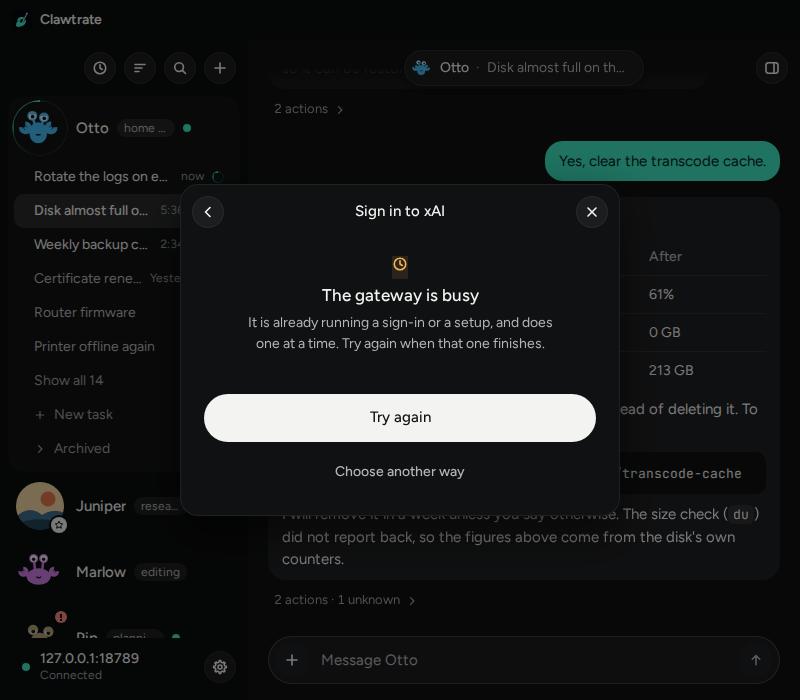 Clawtrate
Otto · Disk almost full on th...
2 actions
Otto home ...
Yes, clear the transcode cache.
Rotate the logs on e... now
Disk almost full o... 5:36
Weekly backup c... 2:34
Certificate rene... Yeste
Router firmware
Printer offline again
Show all 14
New task
Archived
Sign in to xAI
The gateway is busy
It is already running a sign-in or a setup, and does
one at a time. Try again when that one finishes.
Try again
Choose another way
After
61%
0 GB
213 GB
ead of deleting it. To
/transcode-cache
I will remove it in a week unless you say otherwise. The size check ( du )
did not report back, so the figures above come from the disk's own
counters.
2 actions · 1 unknown
Juniper resea...
Marlow editing
Pip planni...
127.0.0.1:18789
Connected
Message Otto